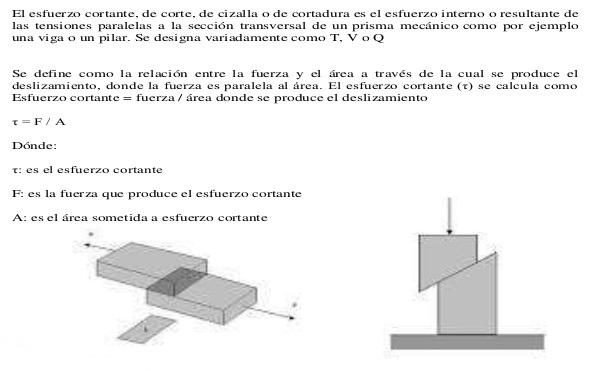 El esfuerzo cortante, de corte, de cizalla o de cortadura es el esfuerzo interno o resultante de
las tensiones paralelas a la sección transversal de un prisma mecánico como por ejemplo
una viga o un pilar. Se designa variadamente como T, V o Q
Se define como la relación entre la fuerza y el área a través de la cual se produce el
deslizamiento, donde la fuerza es paralela al área. El esfuerzo cortante (τ) se calcula como
Esfuerzo cortante = fuerza / área donde se produce el deslizamiento
τ = F / A
Dónde:
τ: es el esfuerzo cortante
F: es la fuerza que produce el esfuerzo cortante
A: es el área sometida a esfuerzo cortante